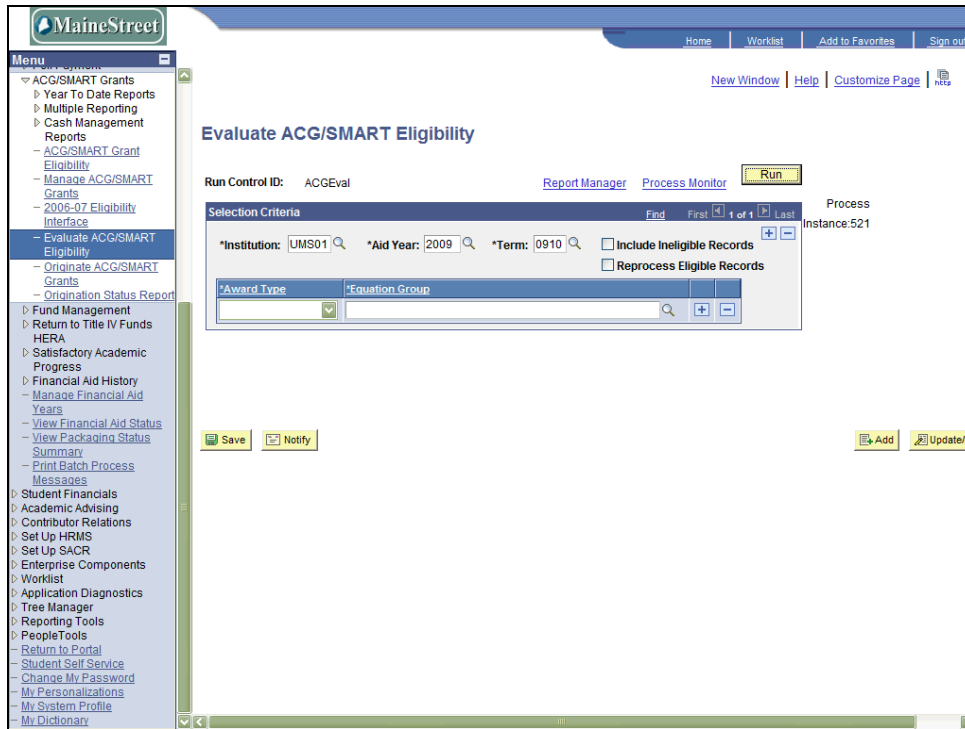 MaineStreet
Home
Worklist
Add to Favorites
Sign out
Menu
ACG/SMART Grants
Year To Date Reports
Multiple Reporting
Cash Management
Reports
ACG/SMART Grant
Eligibility
Manage ACG/SMART
Grants
2006-07 Eligibility
Interface
Evaluate ACG/SMART
Eligibility
Originate ACG/SMART
Grants
Origination Status Report
Fund Management
Return to Title IV Funds
HERA
Satisfactory Academic
Progress
Financial Aid History
Manage Financial Aid
Years
View Financial Aid Status
View Packaging Status
Summary
Print Batch Process
Messages
Student Financials
Academic Advising
Contributor Relations
Set Up HRMS
Set Up SACR
Enterprise Components
Worklist
Application Diagnostics
Tree Manager
Reporting Tools
PeopleTools
Return to Portal
Student Self Service
Change My Password
My Personalizations
My System Profile
My Dictionary
New Window | Help | Customize Page | http
Evaluate ACG/SMART Eligibility
Run Control ID: ACGEval Report Manager Process Monitor Run
Process
Instance:521
Selection Criteria Find First 1 of 1 Last
*Institution: UMS01 *Aid Year: 2009 *Term: 0910 Include Ineligible Records
Reprocess Eligible Records
*Award Type *Equation Group
Save Notify Add Update/